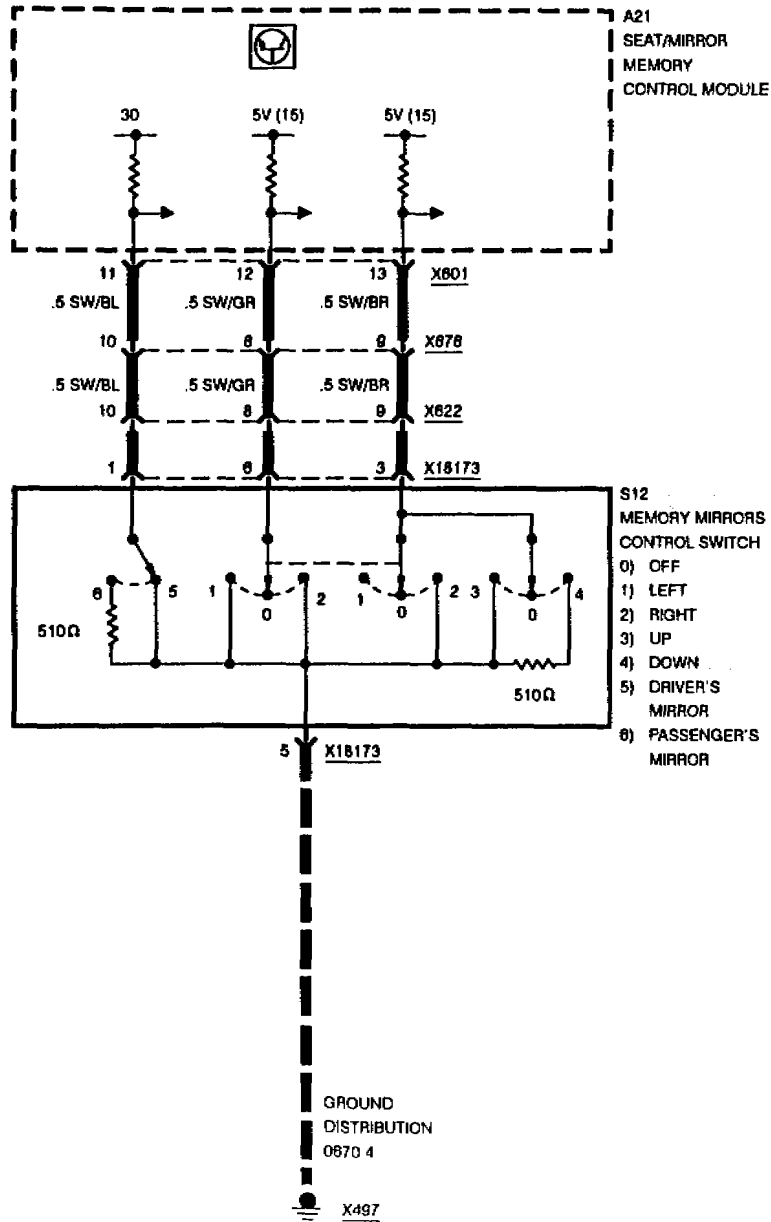 A21
SEAT/MIRROR
MEMORY
CONTROL MODULE
30 5V (15) 5V (15)
11 12 13 X601
.5 SW/BL .5 SW/GR .5 SW/BR
10 8 9 X678
.5 SW/BL .5 SW/GR .5 SW/BR
10 8 9 X622
1 6 3 X18173
S12
MEMORY MIRRORS
CONTROL SWITCH
0) OFF
1) LEFT
2) RIGHT
3) UP
4) DOWN
5) DRIVER'S
MIRROR
6) PASSENGER'S
MIRROR
6 5 1 0 2 1 0 2 3 0 4
510Ω
510Ω
5 X18173
GROUND
DISTRIBUTION
0670 4
X497